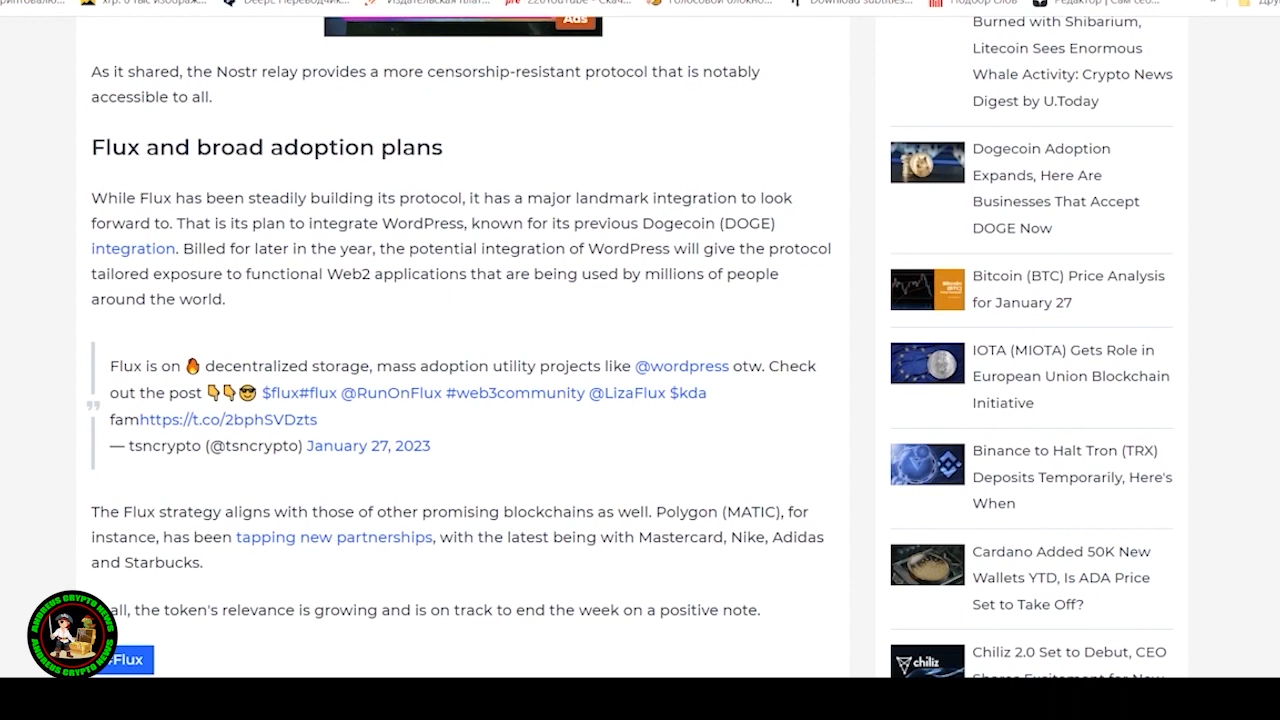 Ads
As it shared, the Nostr relay provides a more censorship-resistant protocol that is notably
accessible to all.
Flux and broad adoption plans
While Flux has been steadily building its protocol, it has a major landmark integration to look
forward to. That is its plan to integrate WordPress, known for its previous Dogecoin (DOGE)
integration. Billed for later in the year, the potential integration of WordPress will give the protocol
tailored exposure to functional Web2 applications that are being used by millions of people
around the world.
Flux is on 🔥 decentralized storage, mass adoption utility projects like @wordpress otw. Check
out the post 👇👇😎 $flux#flux @RunOnFlux #web3community @LizaFlux $kda
famhttps://t.co/2bphSVDzts
— tsncrypto (@tsncrypto) January 27, 2023
The Flux strategy aligns with those of other promising blockchains as well. Polygon (MATIC), for
instance, has been tapping new partnerships, with the latest being with Mastercard, Nike, Adidas
and Starbucks.
all, the token's relevance is growing and is on track to end the week on a positive note.
Flux
ANDREUS CRYPTO NEWS
ANDREUS CRYPTO NEWS
Burned with Shibarium,
Litecoin Sees Enormous
Whale Activity: Crypto News
Digest by U.Today
Dogecoin Adoption
Expands, Here Are
Businesses That Accept
DOGE Now
Bitcoin (BTC) Price Analysis
for January 27
IOTA (MIOTA) Gets Role in
European Union Blockchain
Initiative
Binance to Halt Tron (TRX)
Deposits Temporarily, Here's
When
Cardano Added 50K New
Wallets YTD, Is ADA Price
Set to Take Off?
chiliz
Chiliz 2.0 Set to Debut, CEO